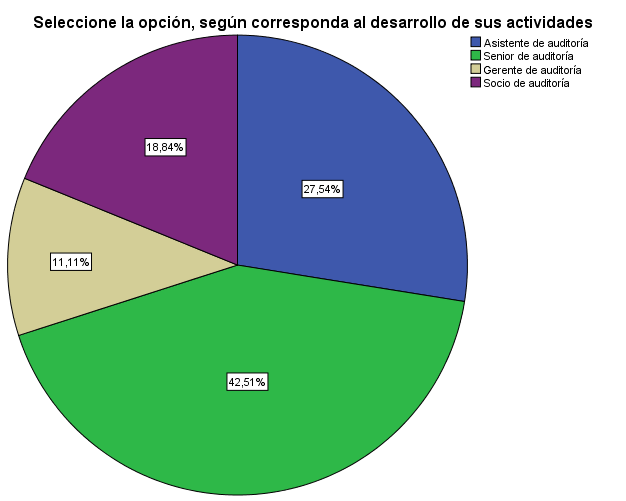 Seleccione la opción, según corresponda al desarrollo de sus actividades
Asistente de auditoría
Senior de auditoría
Gerente de auditoría
Socio de auditoría
18,84%
27,54%
11,11%
42,51%